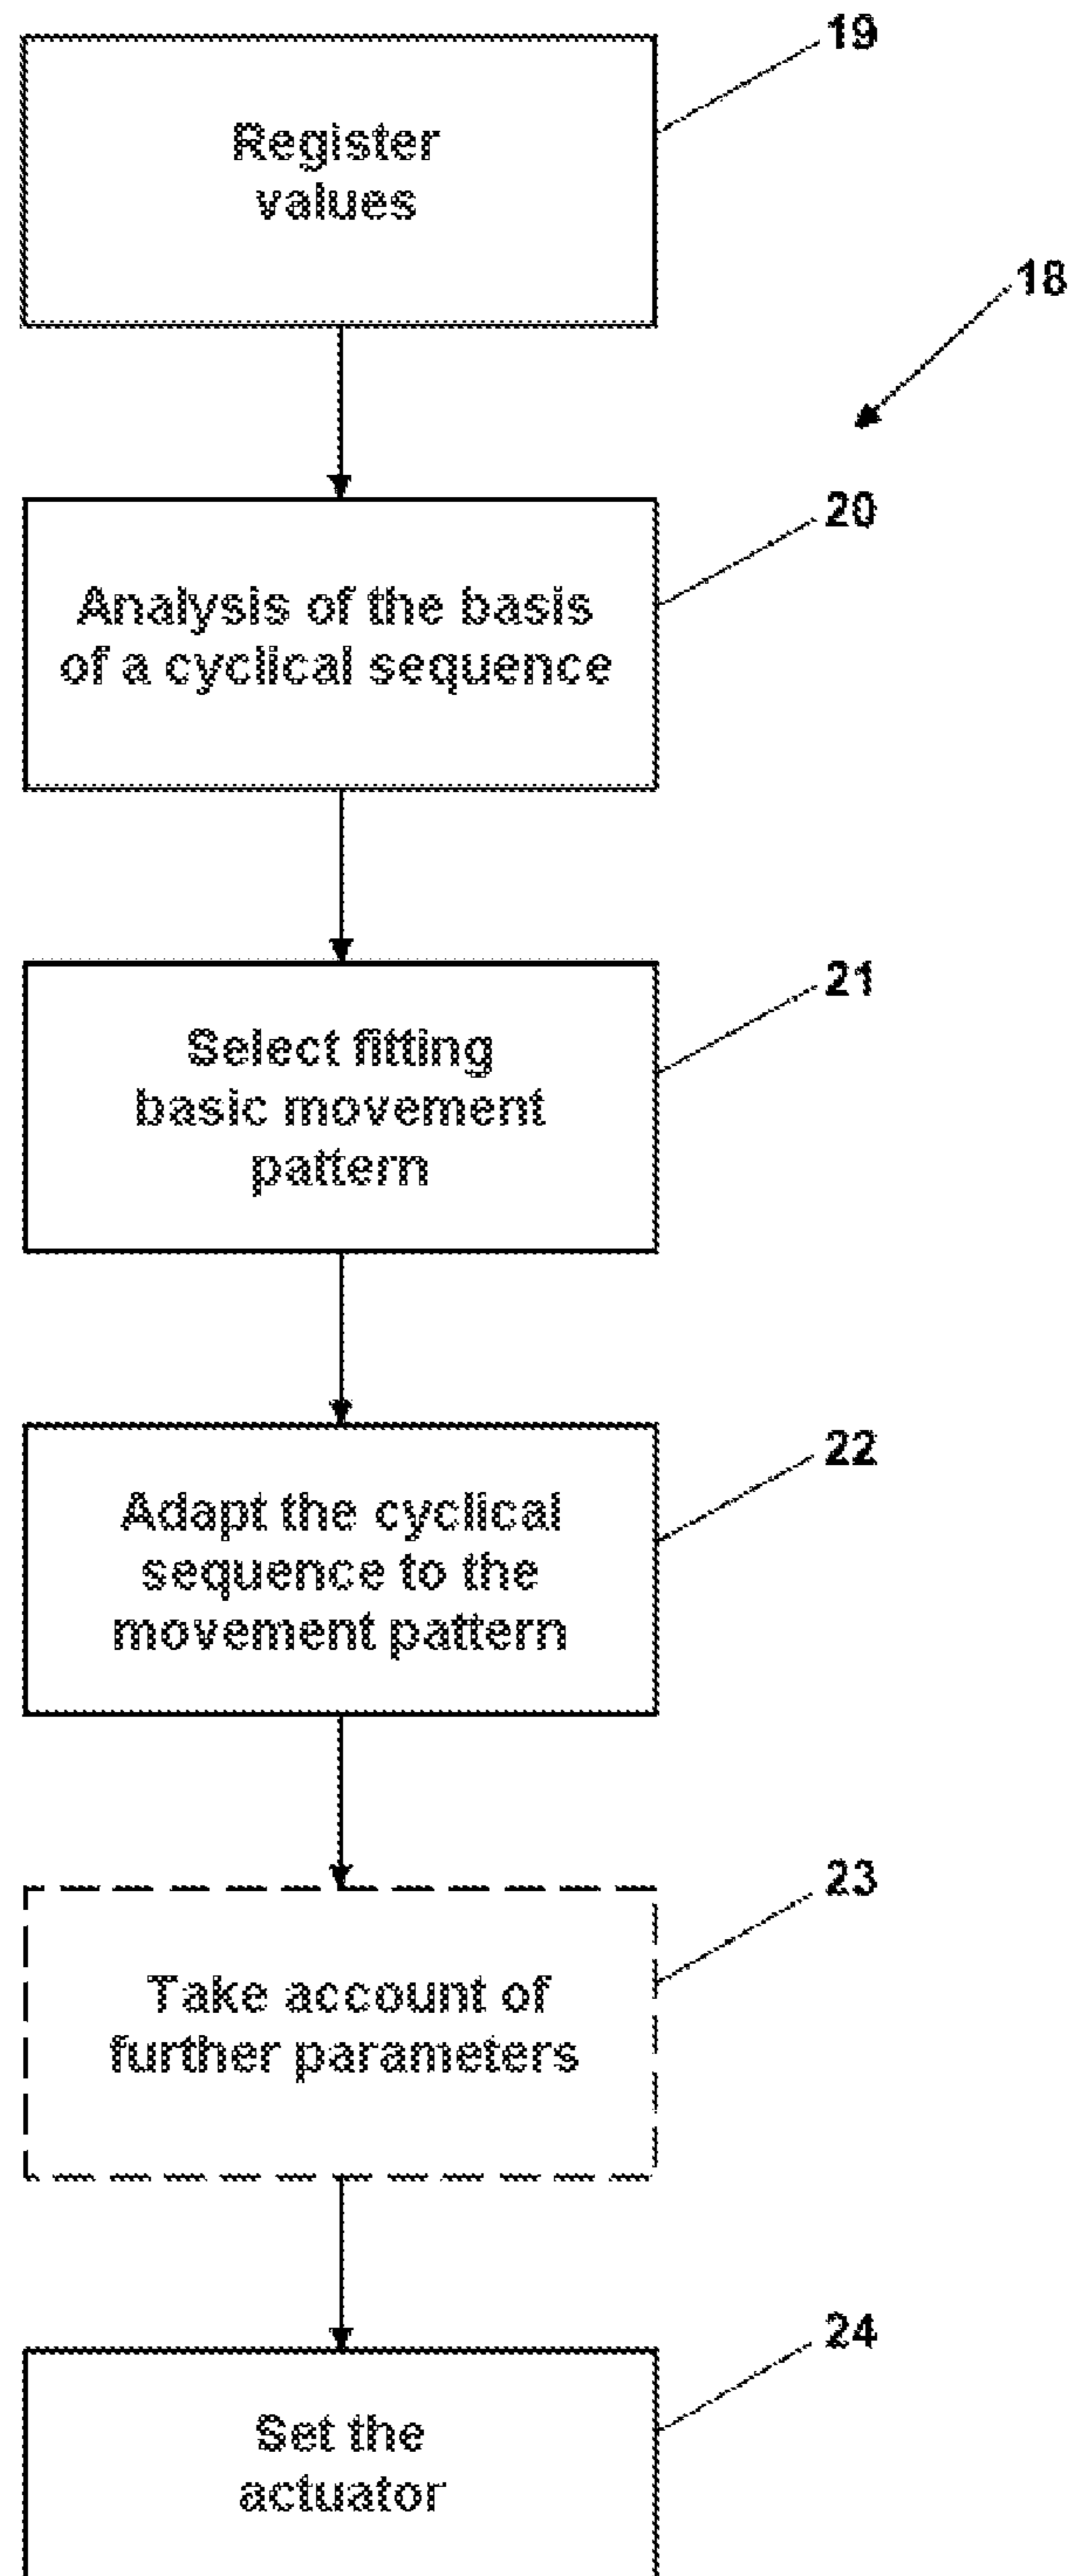 19
Register
values
18
20
Analysis of the basis
of a cyclical sequence
21
Select fitting
basic movement
pattern
22
Adapt the cyclical
sequence to the
movement pattern
23
Take account of
further parameters
24
Set the
actuator